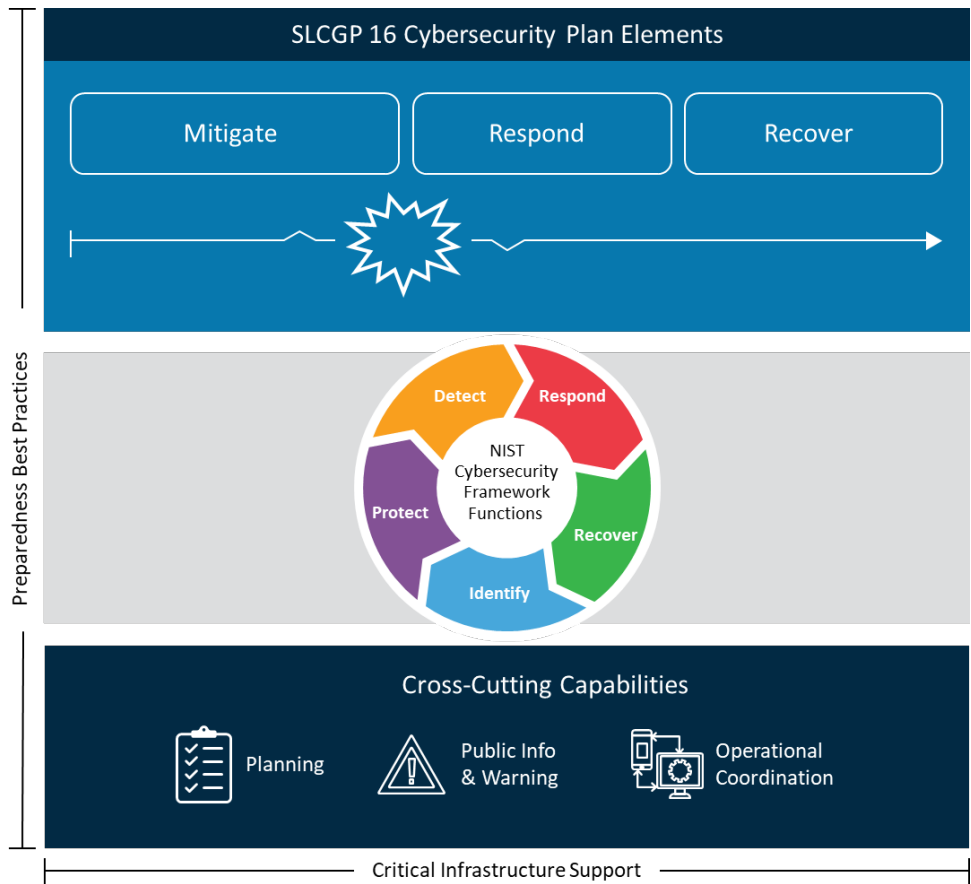 SLCGP 16 Cybersecurity Plan Elements
Mitigate
Respond
Recover
Preparedness Best Practices
Detect
Respond
NIST
Cybersecurity
Framework
Functions
Protect
Recover
Identify
Cross-Cutting Capabilities
Planning
Public Info
& Warning
Operational
Coordination
Critical Infrastructure Support